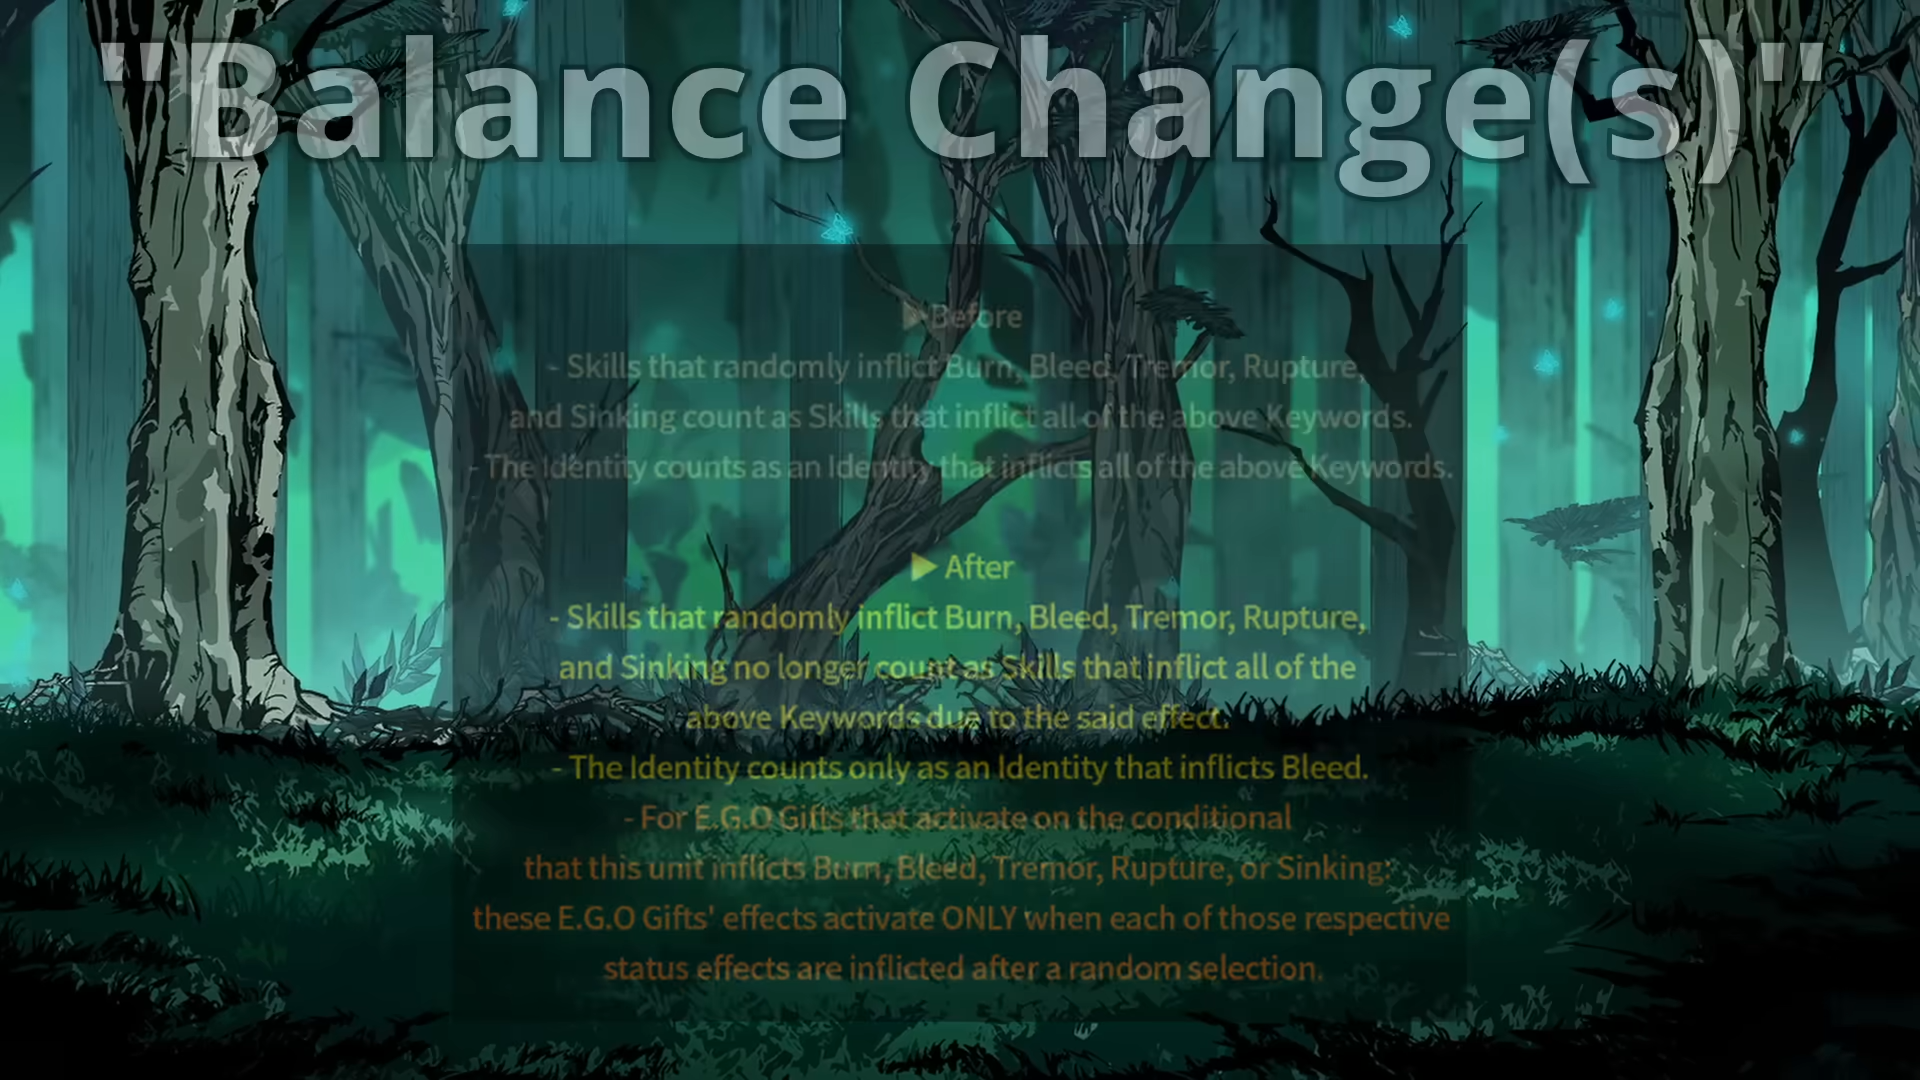 "Balance Change(s)"
▶Before
- Skills that randomly inflict Burn, Bleed, Tremor, Rupture,
and Sinking count as Skills that inflict all of the above Keywords.
- The Identity counts as an Identity that inflicts all of the above Keywords.
▶ After
- Skills that randomly inflict Burn, Bleed, Tremor, Rupture,
and Sinking no longer count as Skills that inflict all of the
above Keywords due to the said effect.
- The Identity counts only as an Identity that inflicts Bleed.
- For E.G.O Gifts that activate on the conditional
that this unit inflicts Burn, Bleed, Tremor, Rupture, or Sinking:
these E.G.O Gifts' effects activate ONLY when each of those respective
status effects are inflicted after a random selection.